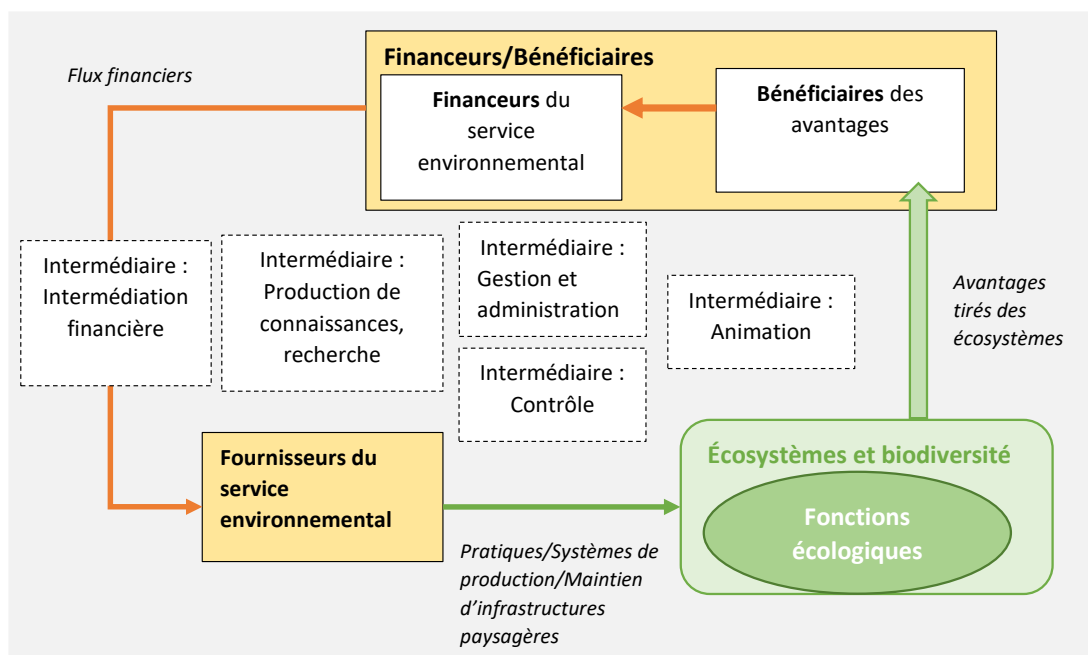 Flux financiers
Financeurs/Bénéficiaires
Financeurs du
service
environnemental
Bénéficiaires des
avantages
Intermédiaire :
Intermédiation
financière
Intermédiaire :
Production de
connaissances,
recherche
Intermédiaire :
Gestion et
administration
Intermédiaire :
Contrôle
Intermédiaire :
Animation
Avantages
tirés des
écosystèmes
Fournisseurs du
service
environnemental
Pratiques/Systèmes de
production/Maintien
d’infrastructures
paysagères
Écosystèmes et biodiversité
Fonctions
écologiques